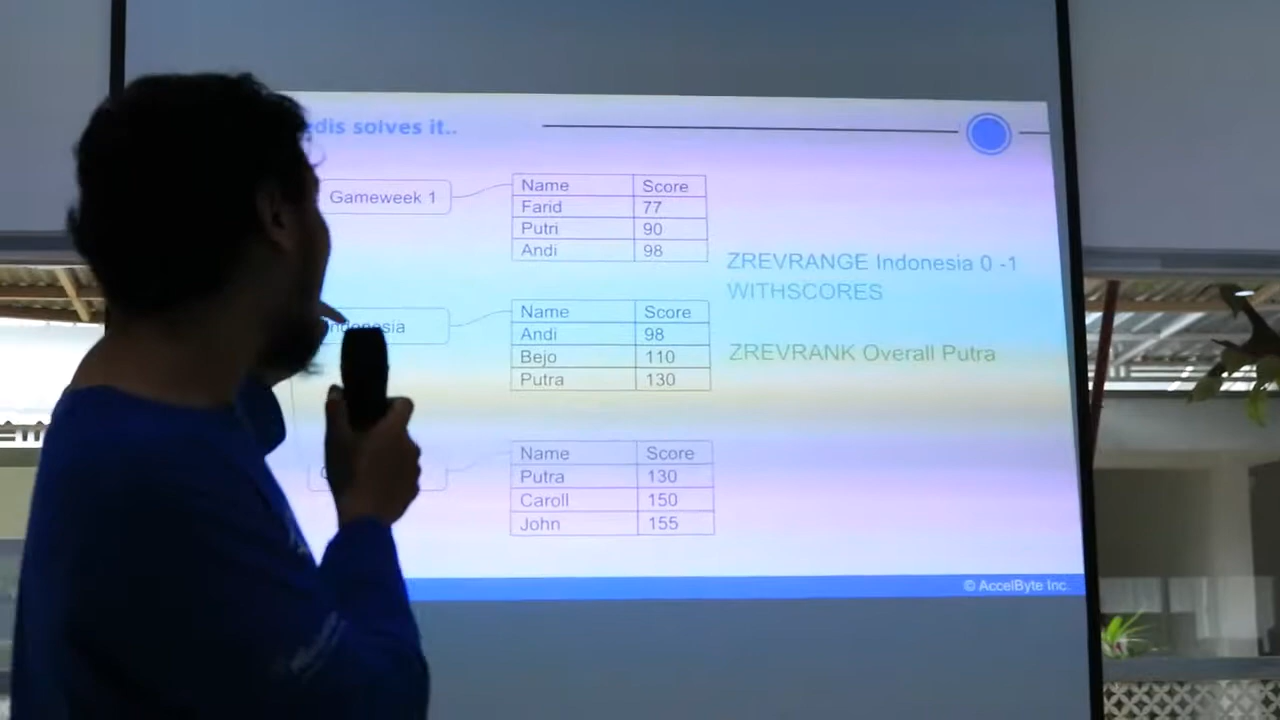 solves it..
Gameweek 1
Name Score
Farid 77
Putri 90
Andi 98
Indonesia
Name Score
Andi 98
Bejo 110
Putra 130
ZREVRANGE Indonesia 0 -1
WITHSCORES
ZREVRANK Overall Putra
Name Score
Putra 130
Caroll 150
John 155
© AccelByte Inc.